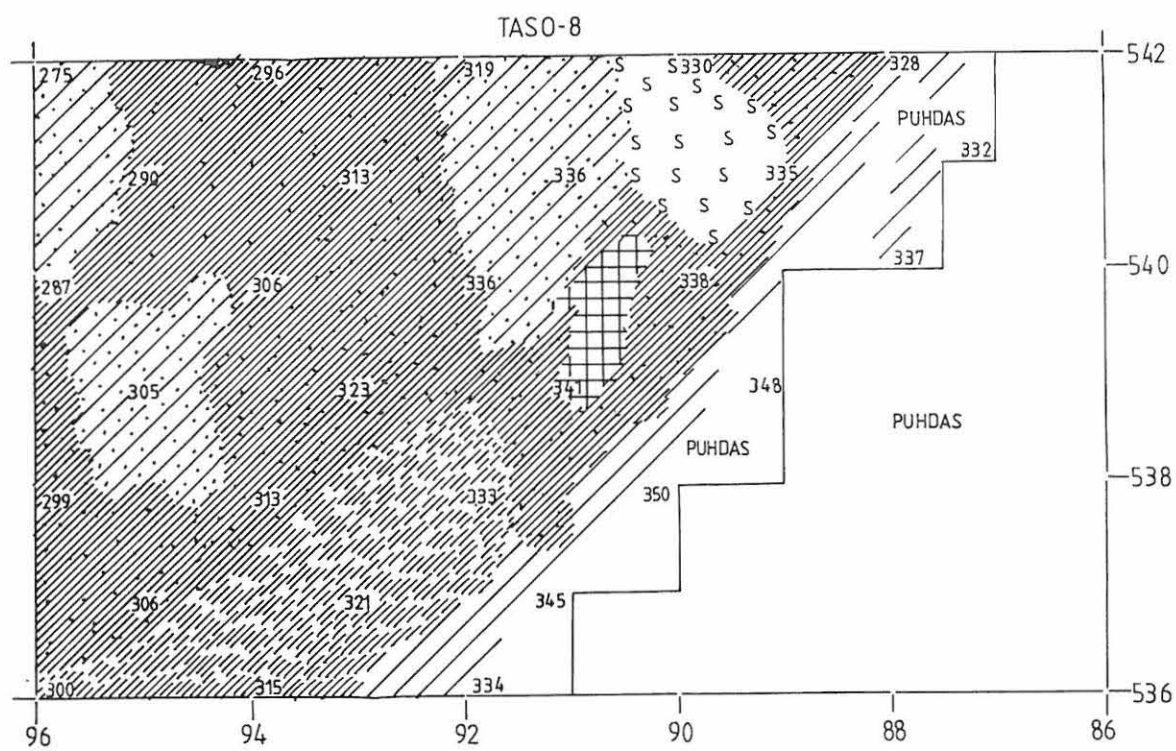 TASO-8
275 296 319 S S 330 328 542
S S
S S S S PUHDAS
S S S S 332
290 313 336 S S S 335
S S S
S
337 540
287 306 336 338
305 323 341 348
PUHDAS PUHDAS
299 313 333 350 538
306 321 345
300 315 334 536
96 94 92 90 88 86